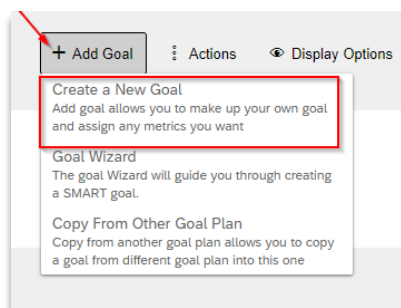 + Add Goal Actions Display Options
Create a New Goal
Add goal allows you to make up your own goal
and assign any metrics you want
Goal Wizard
The goal Wizard will guide you through creating
a SMART goal.
Copy From Other Goal Plan
Copy from another goal plan allows you to copy
a goal from different goal plan into this one